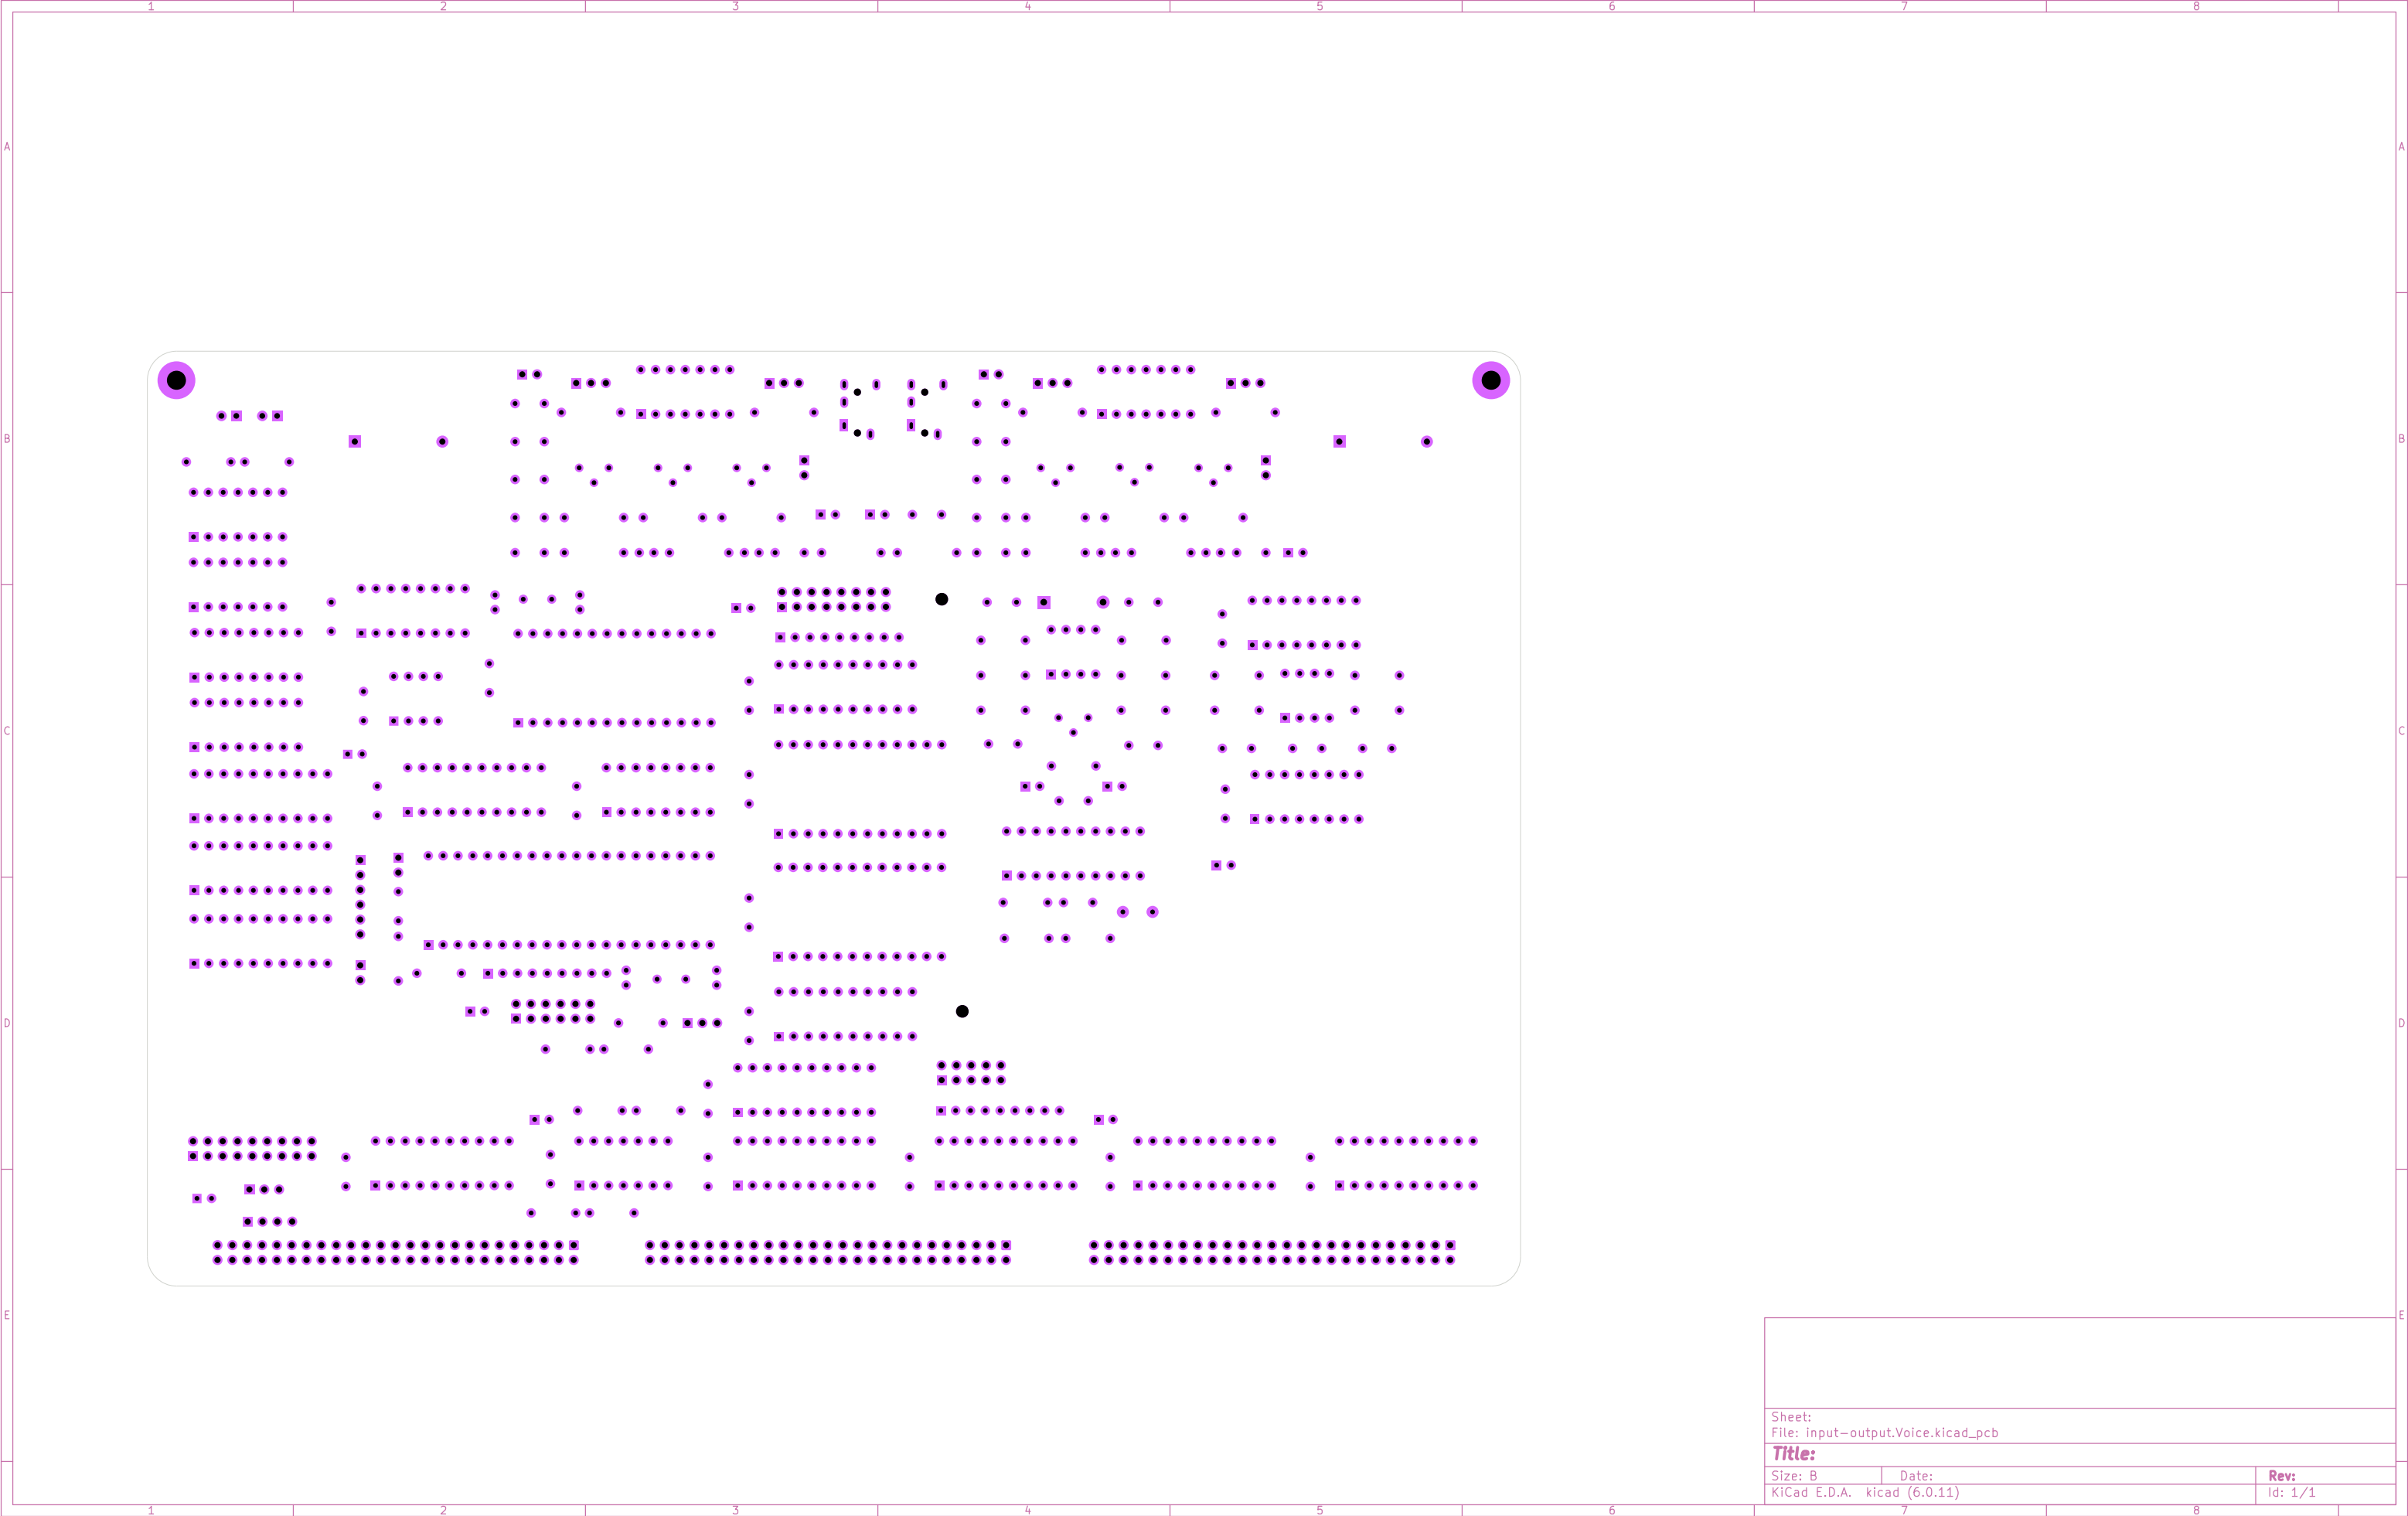 1 2 3 4 5 6 7 8
A A
B B
C C
D D
E E
Sheet:
File: input-output.Voice.kicad_pcb
Title:
Size: B Date: Rev:
KiCad E.D.A. kicad (6.0.11) Id: 1/1
1 2 3 4 5 6 7 8